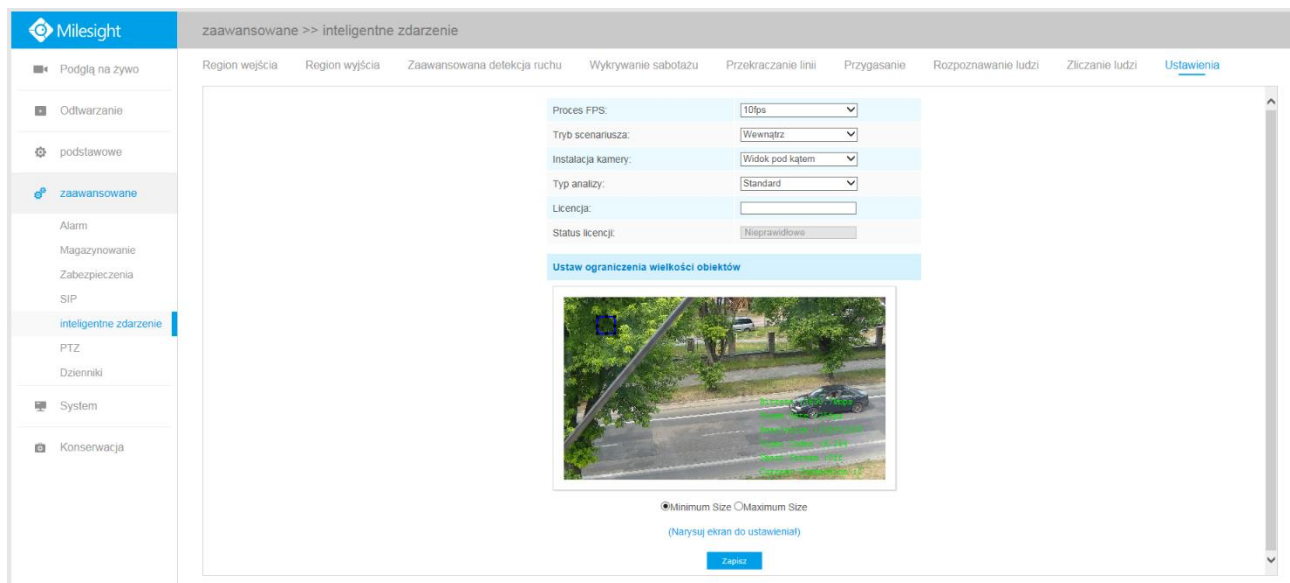 Milesight
zaawansowane >> inteligentne zdarzenie
Podglą na żywo
Odtwarzanie
podstawowe
zaawansowane
Alarm
Magazynowanie
Zabezpieczenia
SIP
inteligentne zdarzenie
PTZ
Dzienniki
System
Konserwacja
Region wejścia Region wyjścia Zaawansowana detekcja ruchu Wykrywanie sabotażu Przekraczanie linii Przygasanie Rozpoznawanie ludzi Zliczanie ludzi Ustawienia
Proces FPS: 10fps
Tryb scenariusza: Wewnątrz
Instalacja kamery: Widok pod kątem
Typ analizy: Standard
Licencja:
Status licencji: Nieprawidłowe
Ustaw ograniczenia wielkości obiektów
Minimum Size Maximum Size
(Narysuj ekran do ustawienia!)
Zapisz